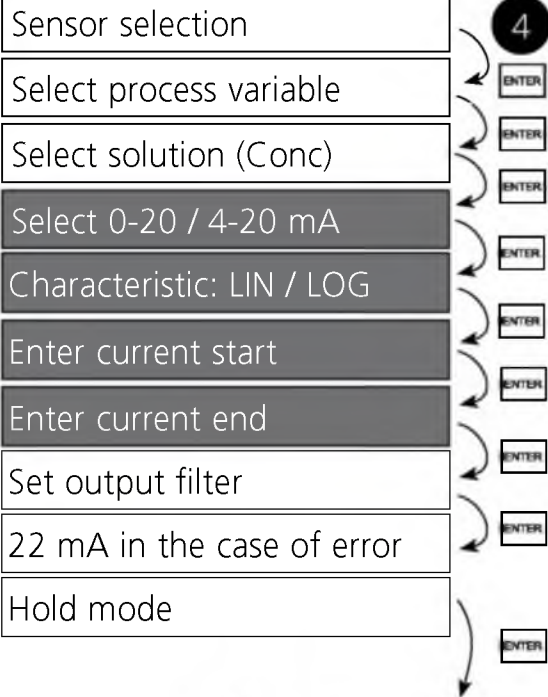 Sensor selection
4
ENTER
Select process variable
ENTER
Select solution (Conc)
ENTER
Select 0-20 / 4-20 mA
ENTER
Characteristic: LIN / LOG
ENTER
Enter current start
ENTER
Enter current end
ENTER
Set output filter
ENTER
22 mA in the case of error
Hold mode
ENTER